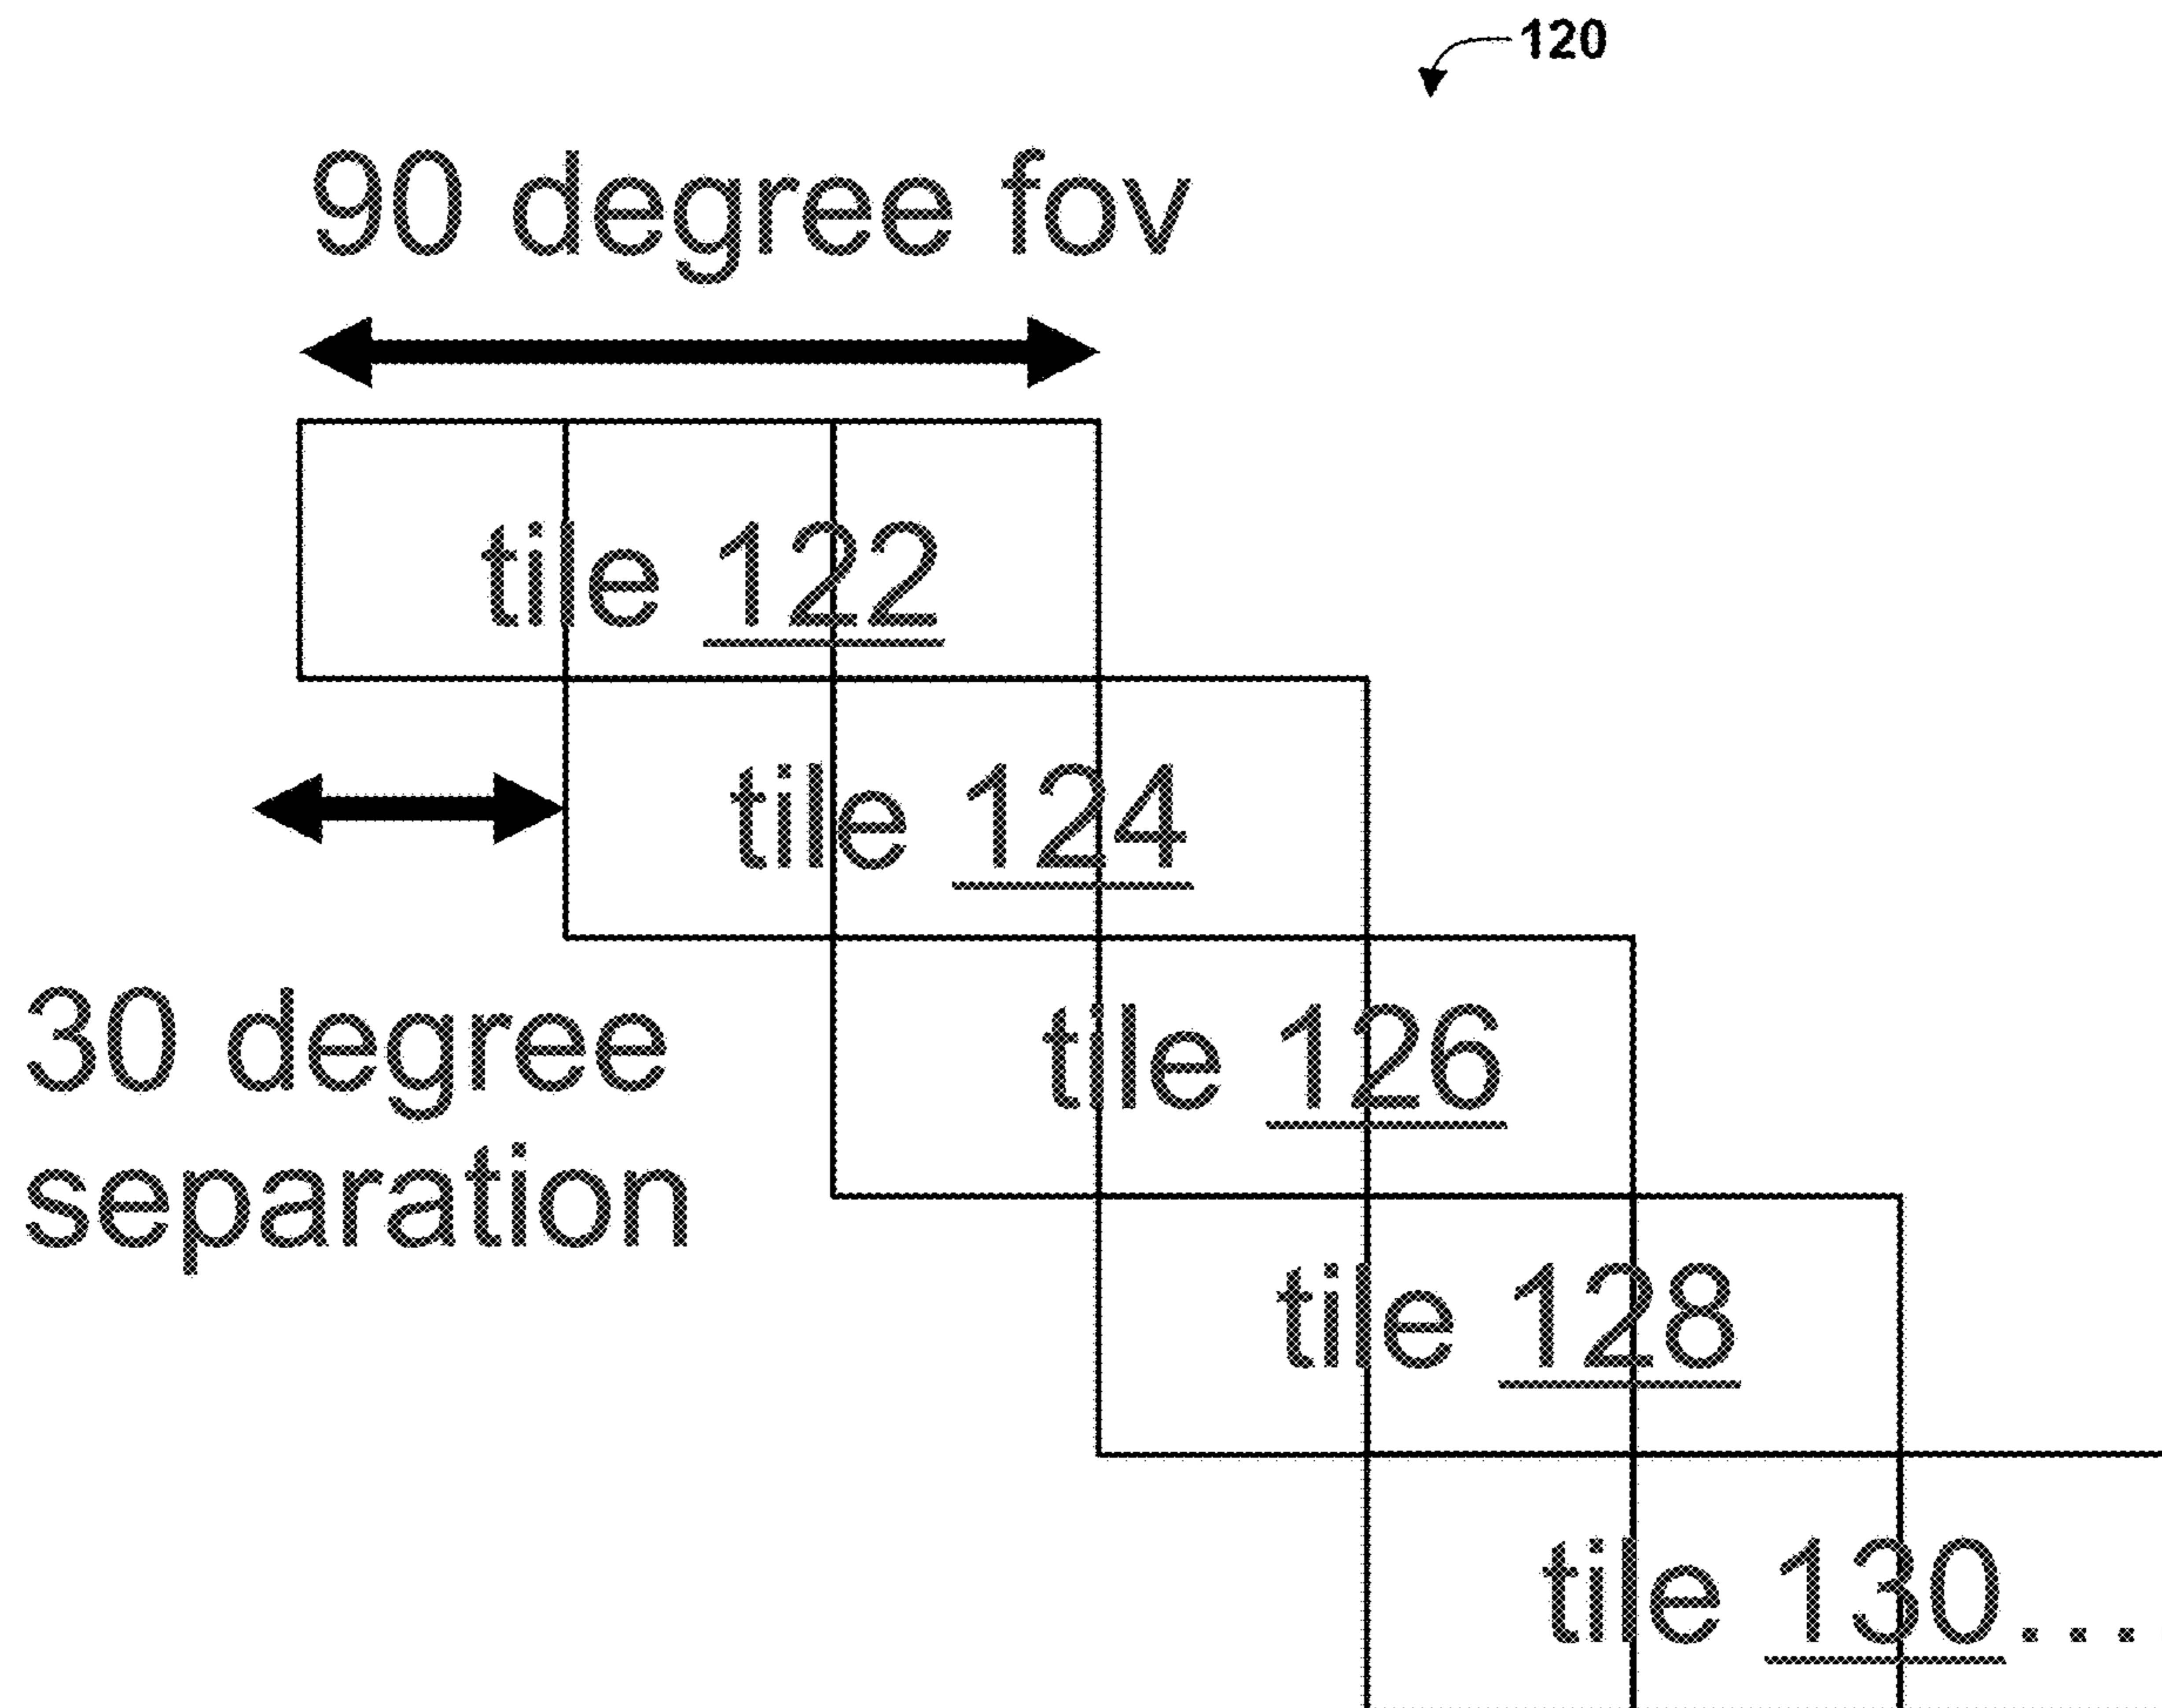 120
90 degree fov
tile 122
tile 124
30 degree
separation
tile 126
tile 128
tile 130...